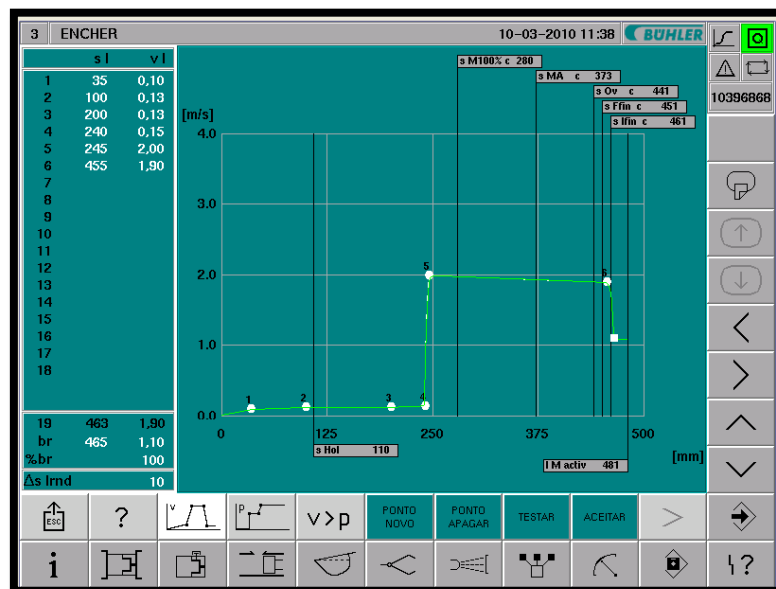 3 ENCHER 10-03-2010 11:38 BÜHLER
s l v l
1 35 0,10
2 100 0,13
3 200 0,13
4 240 0,15
5 245 2,00
6 455 1,90
7
8
9
10
11
12
13
14
15
16
17
18
19 463 1,90
br 465 1,10
%br 100
Δs lrnd 10
s M100% c 280
s MA c 373
s Ov c 441
s Ffin c 451
s Ifin c 461
[m/s]
4.0
3.0
2.0
1.0
0.0
1
2
3
4
5
6
0 125 250 375 500
[mm]
s Hol 110
I M activ 481
10396868
ESC
?
v
p
v>p
PONTO NOVO
PONTO APAGAR
TESTAR
ACEITAR
>
i
?